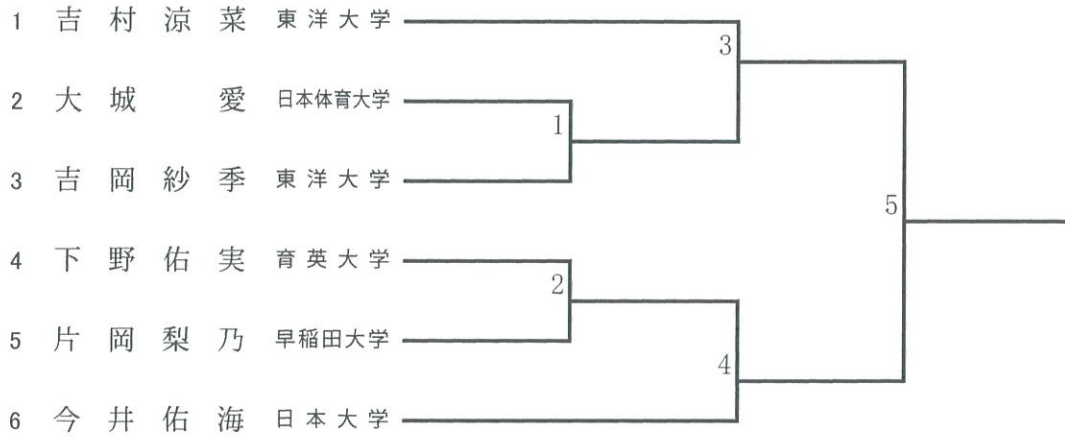 1 吉村涼菜 東洋大学
3
2 大城 愛 日本体育大学
1
3 吉岡紗季 東洋大学
5
4 下野佑実 育英大学
2
5 片岡梨乃 早稲田大学
4
6 今井佑海 日本大学